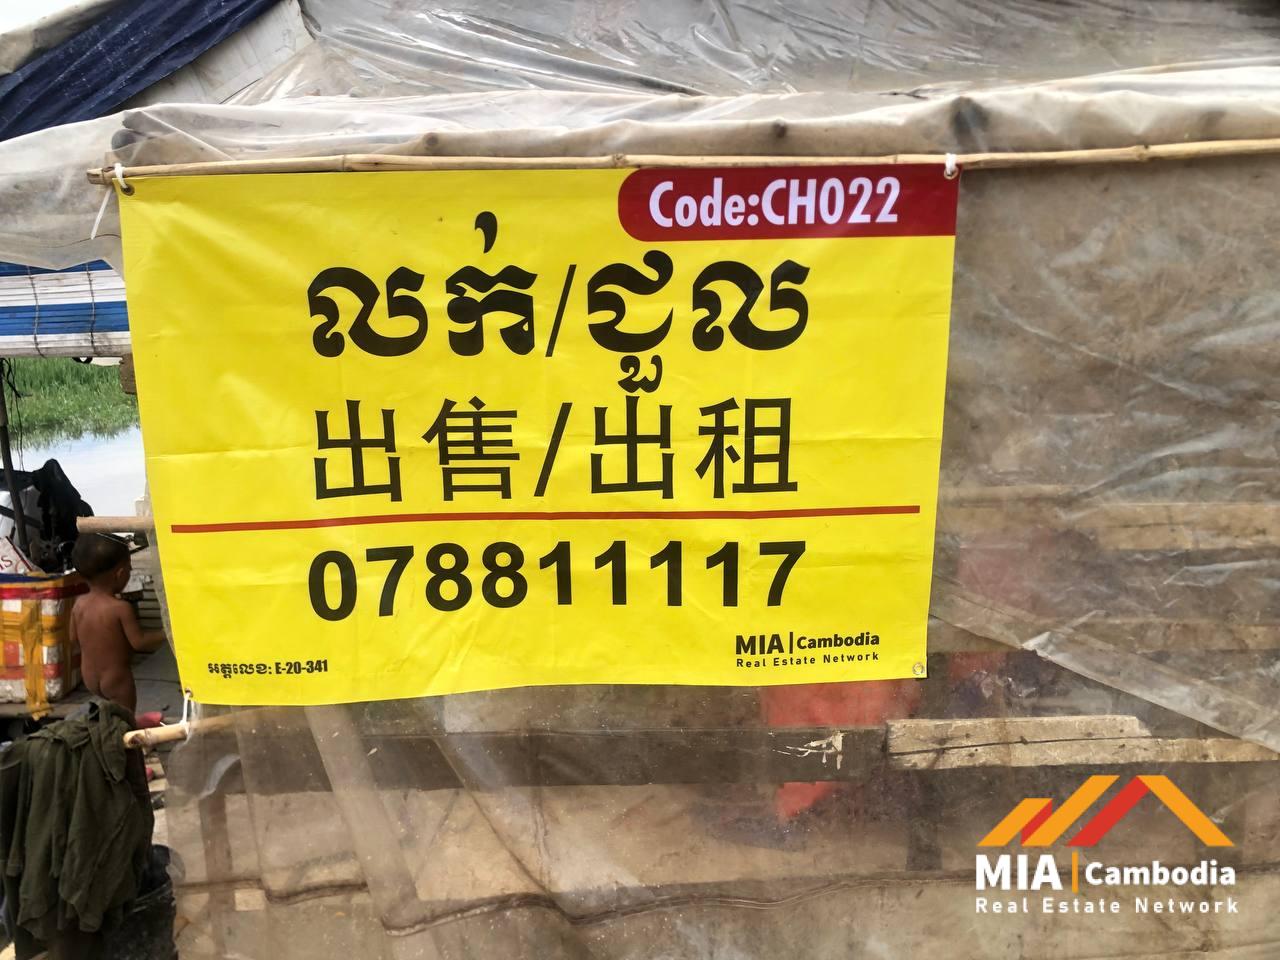 Code:CH022
លក់/ជួល
出售/出租
078811117
អត្តលេខ: E-20-341
MIA | Cambodia
Real Estate Network
MIA | Cambodia
Real Estate Network